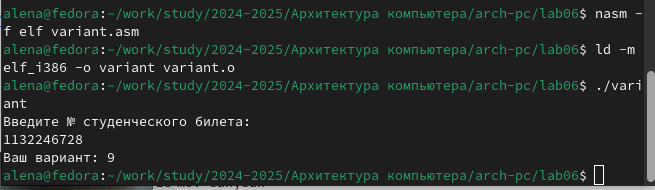 alena@fedora:~/work/study/2024-2025/Архитектура компьютера/arch-pc/lab06$ nasm -
f elf variant.asm
alena@fedora:~/work/study/2024-2025/Архитектура компьютера/arch-pc/lab06$ ld -m
elf_i386 -o variant variant.o
alena@fedora:~/work/study/2024-2025/Архитектура компьютера/arch-pc/lab06$ ./vari
ant
Введите № студенческого билета:
1132246728
Ваш вариант: 9
alena@fedora:~/work/study/2024-2025/Архитектура компьютера/arch-pc/lab06$